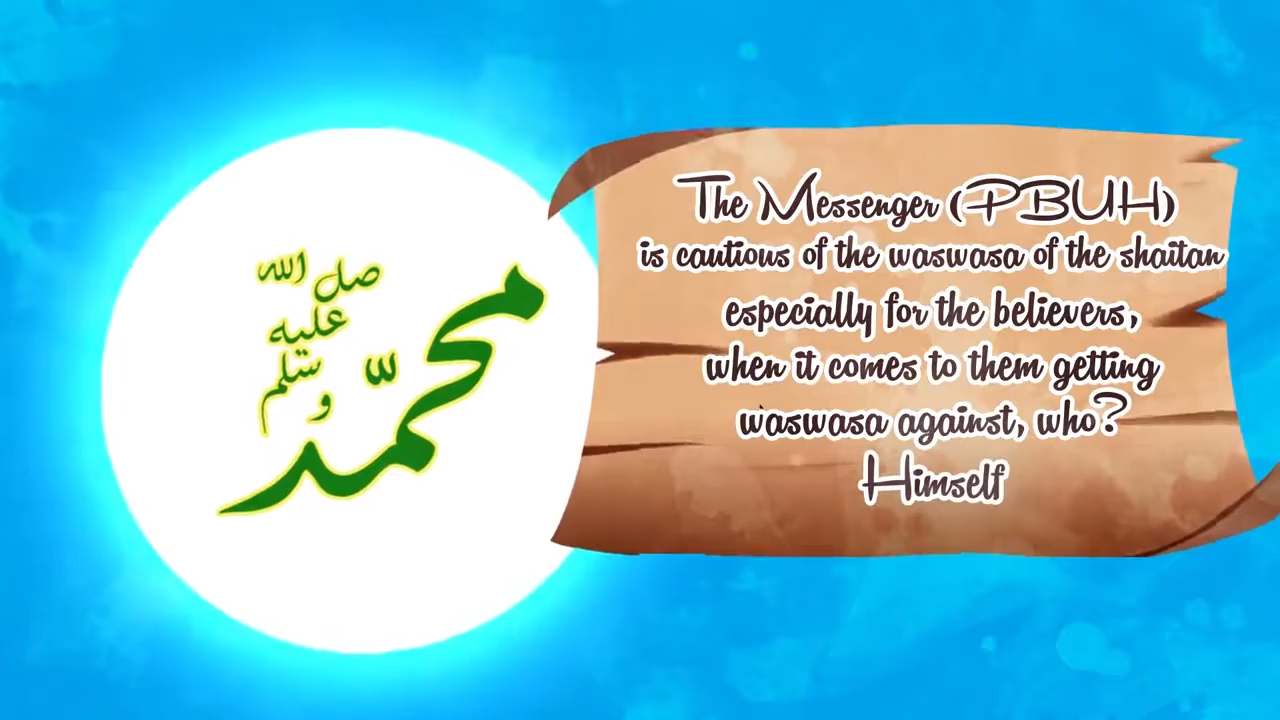 محمد
صلى الله
عليه
وسلم
The Messenger (PBUH)
is cautious of the waswasa of the shaitan
especially for the believers,
when it comes to them getting
waswasa against, who?
Himself